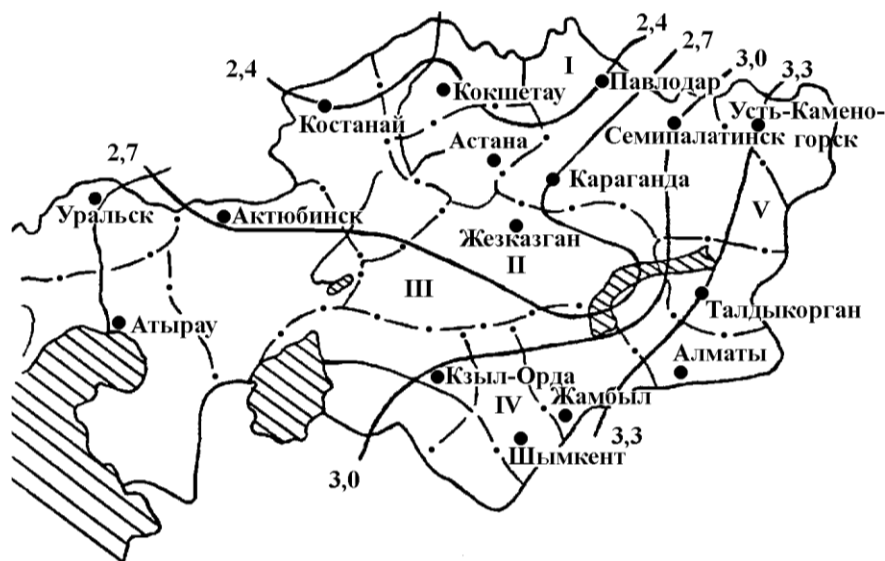 2,4
I
2,4
2,7
3,0
3,3
Кокшетау
Павлодар
Костанай
Семипалатинск
Усть-Камено-
горск
Астана
2,7
Караганда
Уральск
Актюбинск
Жезказган
V
II
III
Талдыкорган
Атырау
Алматы
Кзыл-Орда
IV
Жамбыл
3,3
Шымкент
3,0